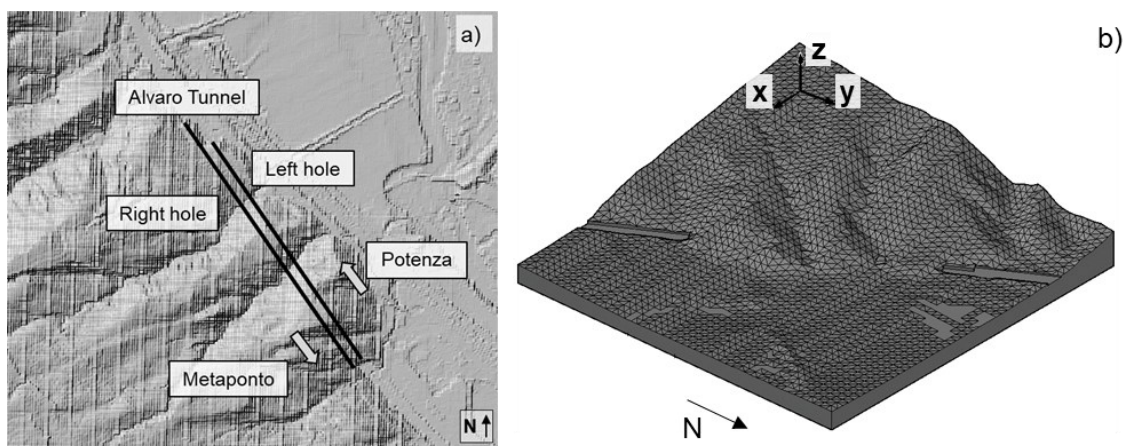 a)
Alvaro Tunnel
Left hole
Right hole
Potenza
Metaponto
N
b)
z
x y
N